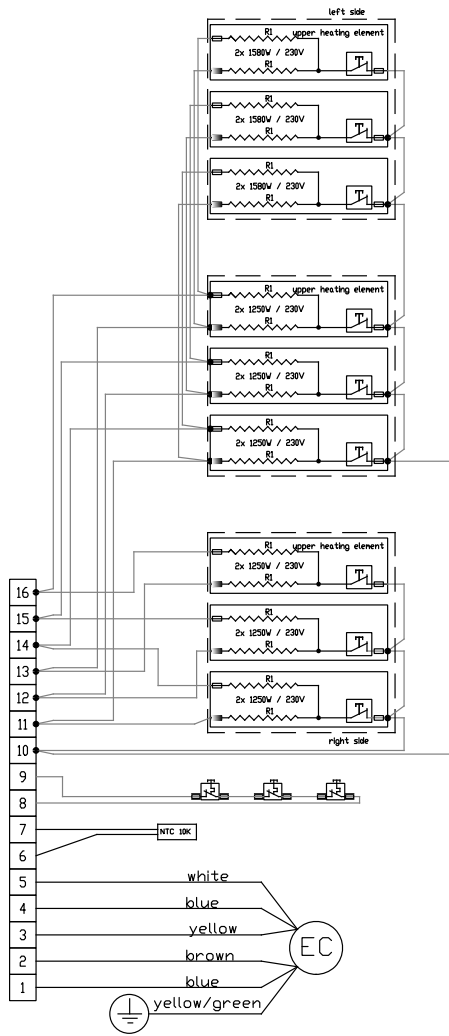 left side
R1 upper heating element
2x 1580W / 230V
R1
R1
2x 1580W / 230V
R1
R1
2x 1580W / 230V
R1
R1 upper heating element
2x 1250W / 230V
R1
R1
2x 1250W / 230V
R1
R1
2x 1250W / 230V
R1
R1 upper heating element
2x 1250W / 230V
R1
R1
2x 1250W / 230V
R1
R1
2x 1250W / 230V
R1
right side
16
15
14
13
12
11
10
9
8
7
NTC 10K
6
5 white
4 blue
3 yellow
EC
2 brown
1 blue
yellow/green